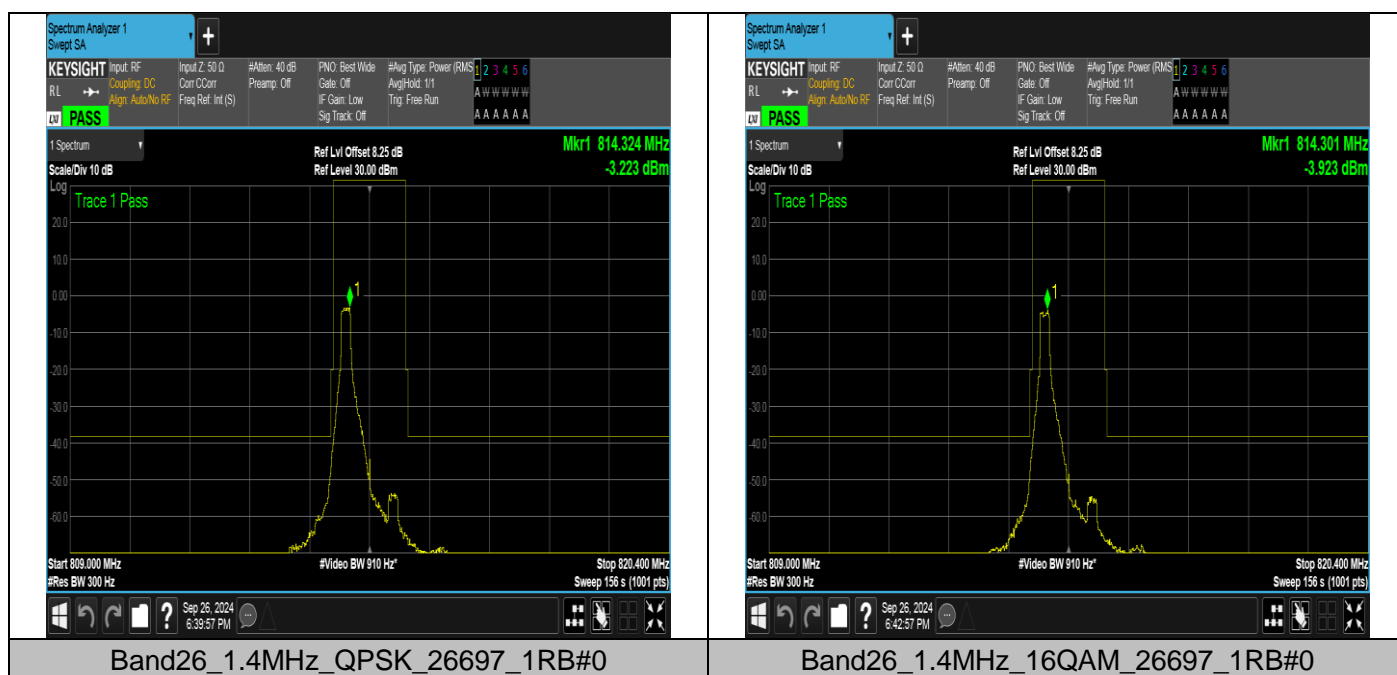 Spectrum Analyzer 1
Swept SA
+
KEYSIGHT
RL
LXI
PASS
Input: RF
Coupling: DC
Align: Auto/No RF
Input Z: 50 Ω
Corr CCorr
Freq Ref: Int (S)
#Atten: 40 dB
Preamp: Off
PNO: Best Wide
Gate: Off
IF Gain: Low
Sig Track: Off
#Avg Type: Power (RMS
Avg|Hold: 1/1
Trig: Free Run
1 2 3 4 5 6
A W W W W W
A A A A A A
1 Spectrum
Scale/Div 10 dB
Ref Lvl Offset 8.25 dB
Ref Level 30.00 dBm
Mkr1 814.324 MHz
-3.223 dBm
Log
Trace 1 Pass
20.0
10.0
0.00
-10.0
-20.0
-30.0
-40.0
-50.0
-60.0
1
Start 809.000 MHz
#Res BW 300 Hz
#Video BW 910 Hz*
Stop 820.400 MHz
Sweep 156 s (1001 pts)
?
Sep 26, 2024
6:39:57 PM
Band26_1.4MHz_QPSK_26697_1RB#0
Spectrum Analyzer 1
Swept SA
+
KEYSIGHT
RL
LXI
PASS
Input: RF
Coupling: DC
Align: Auto/No RF
Input Z: 50 Ω
Corr CCorr
Freq Ref: Int (S)
#Atten: 40 dB
Preamp: Off
PNO: Best Wide
Gate: Off
IF Gain: Low
Sig Track: Off
#Avg Type: Power (RMS
Avg|Hold: 1/1
Trig: Free Run
1 2 3 4 5 6
A W W W W W
A A A A A A
1 Spectrum
Scale/Div 10 dB
Ref Lvl Offset 8.25 dB
Ref Level 30.00 dBm
Mkr1 814.301 MHz
-3.923 dBm
Log
Trace 1 Pass
20.0
10.0
0.00
-10.0
-20.0
-30.0
-40.0
-50.0
-60.0
1
Start 809.000 MHz
#Res BW 300 Hz
#Video BW 910 Hz*
Stop 820.400 MHz
Sweep 156 s (1001 pts)
?
Sep 26, 2024
6:42:57 PM
Band26_1.4MHz_16QAM_26697_1RB#0